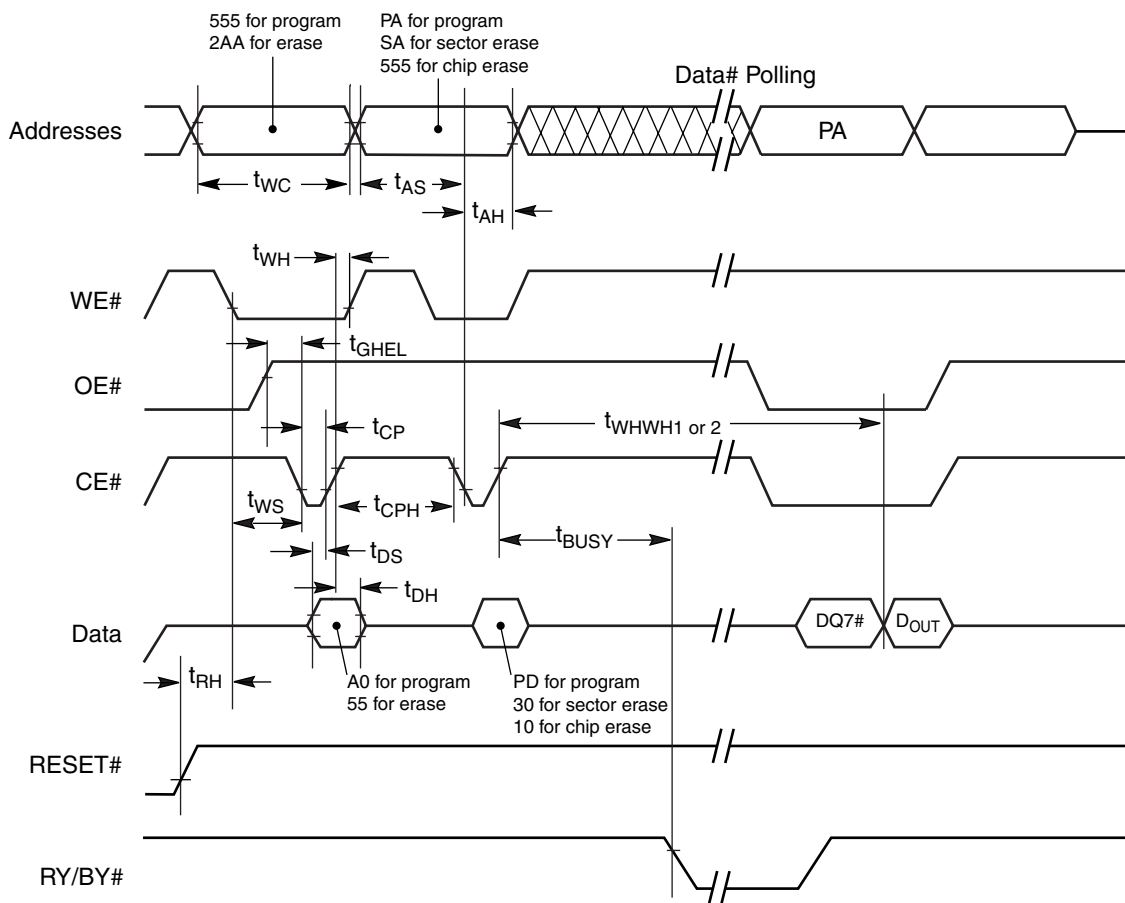 555 for program
2AA for erase
PA for program
SA for sector erase
555 for chip erase
Data# Polling
Addresses
PA
tWC
tAS
tAH
tWH
WE#
tGHEL
OE#
tWHWH1 or 2
tCP
CE#
tWS
tCPH
tBUSY
tDS
tDH
Data
DQ7#
DOUT
tRH
A0 for program
55 for erase
PD for program
30 for sector erase
10 for chip erase
RESET#
RY/BY#